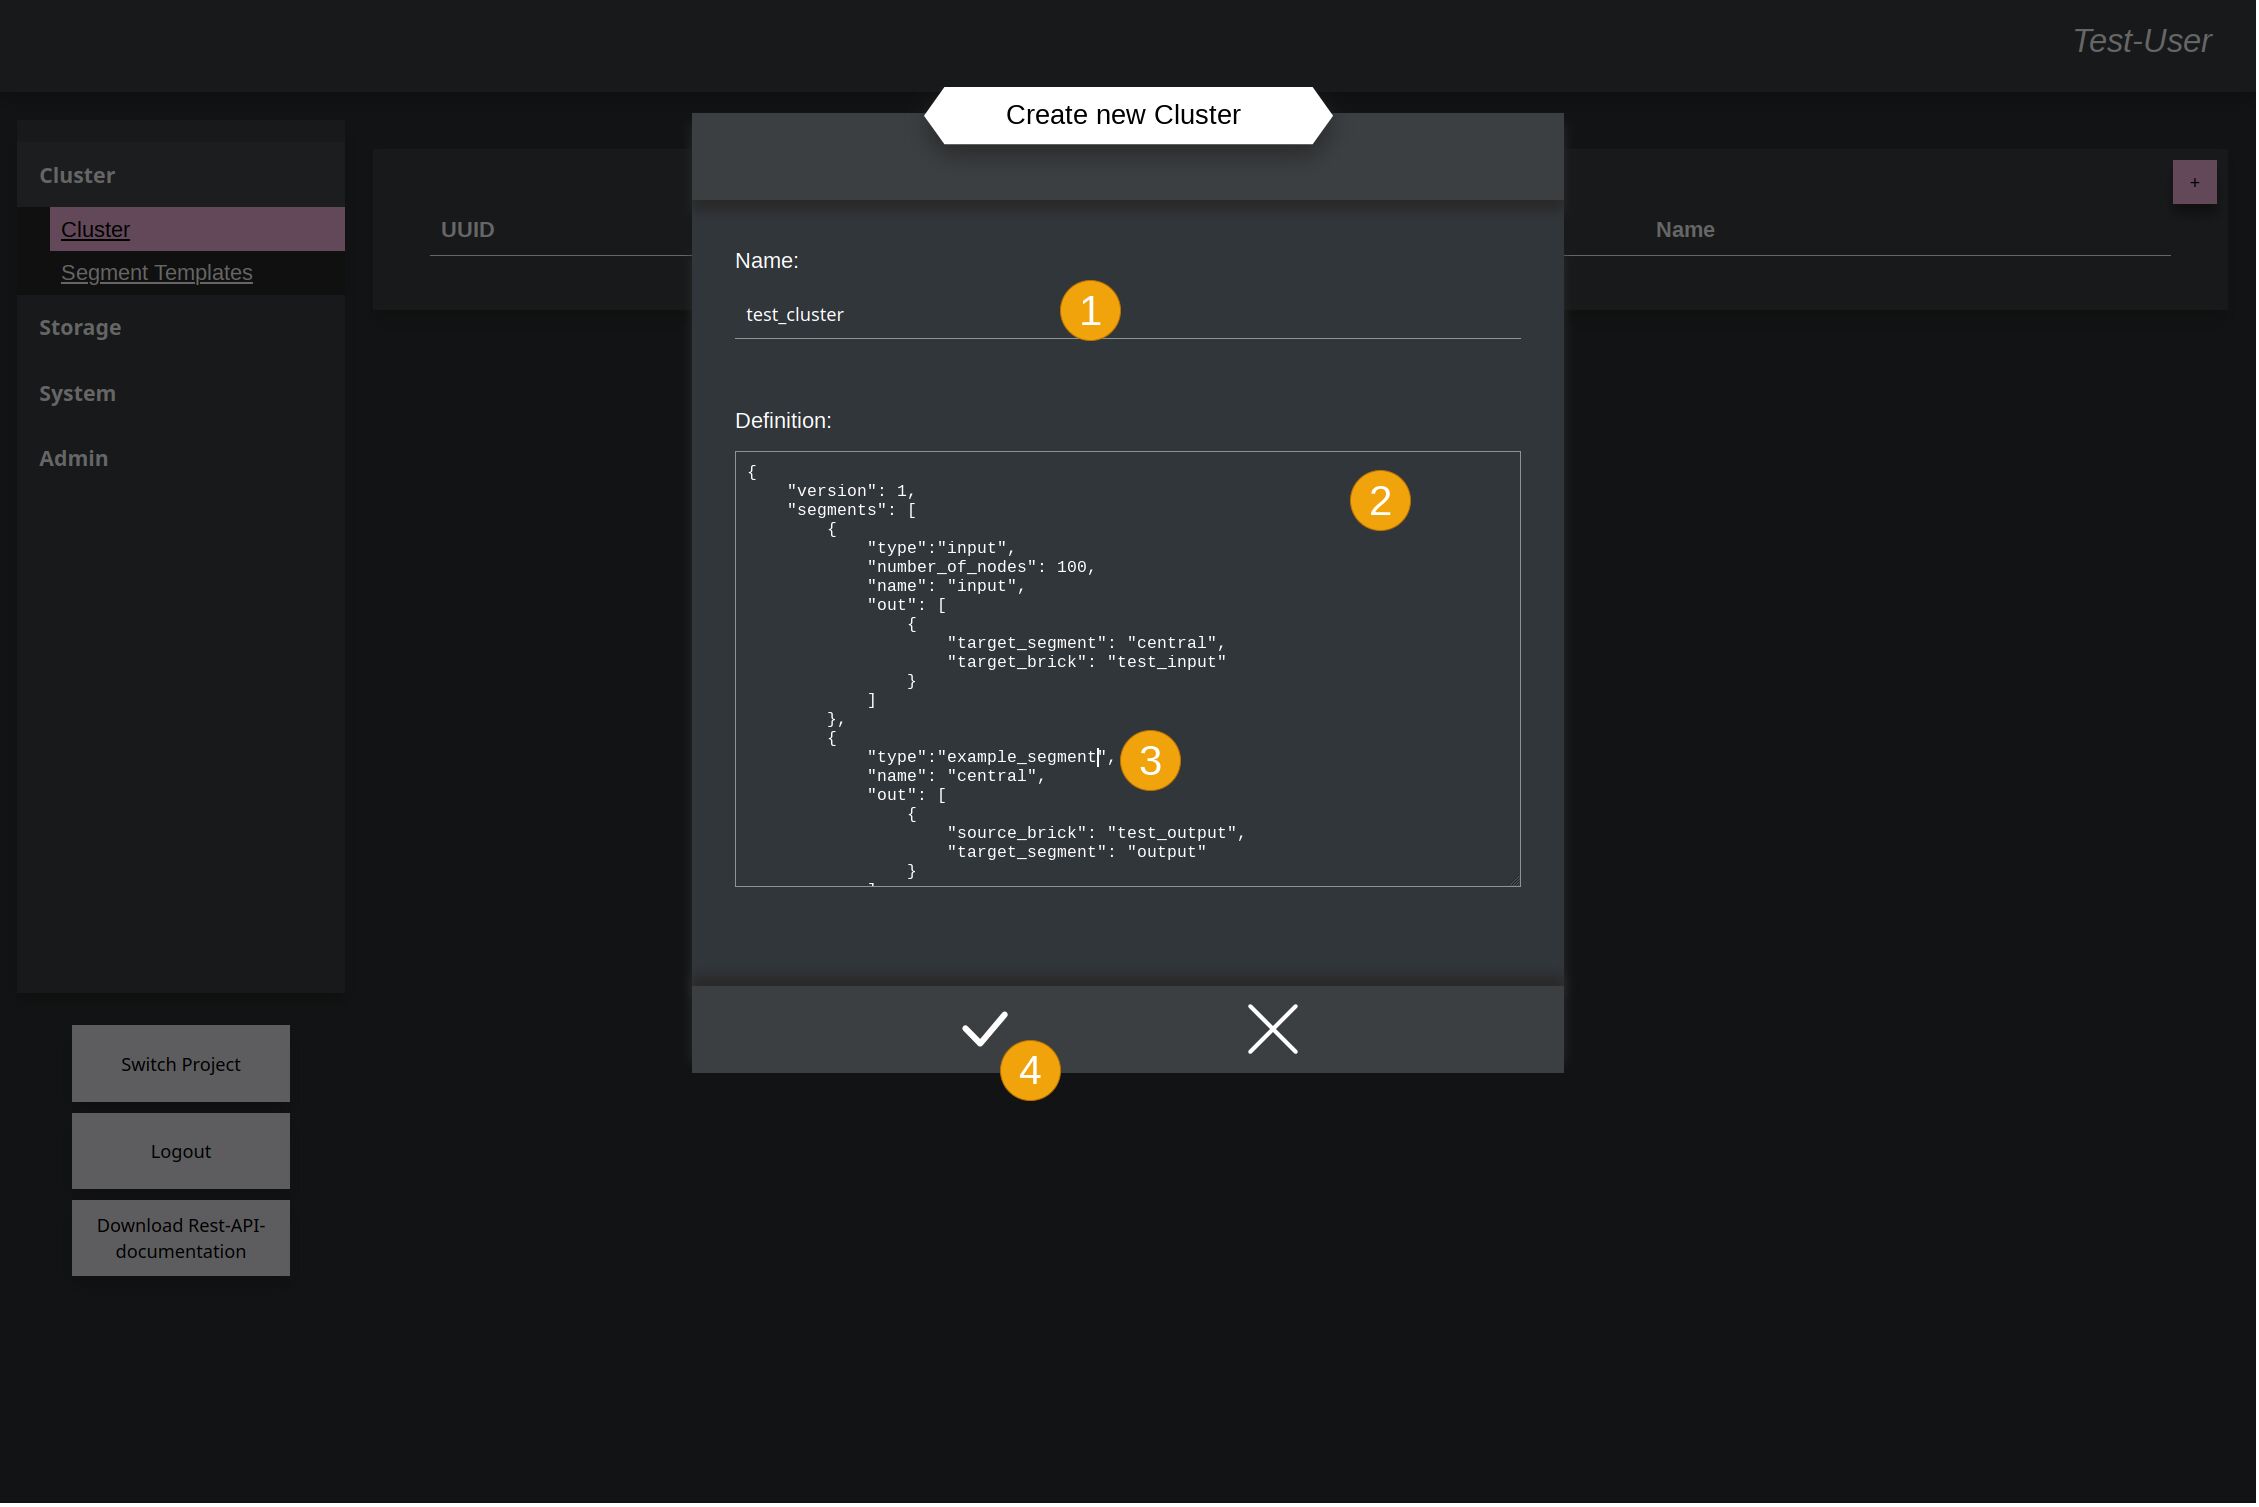 Test-User
Create new Cluster
Cluster
Cluster
Segment Templates
Storage
System
Admin
Switch Project
Logout
Download Rest-API-
documentation
UUID
Name
+
Name:
test_cluster
1
Definition:
2
{
    "version": 1,
    "segments": [
        {
            "type":"input",
            "number_of_nodes": 100,
            "name": "input",
            "out": [
                {
                    "target_segment": "central",
                    "target_brick": "test_input"
                }
            ]
        },
        {
            "type":"example_segment",
            "name": "central",
            "out": [
                {
                    "source_brick": "test_output",
                    "target_segment": "output"
                }
3
4